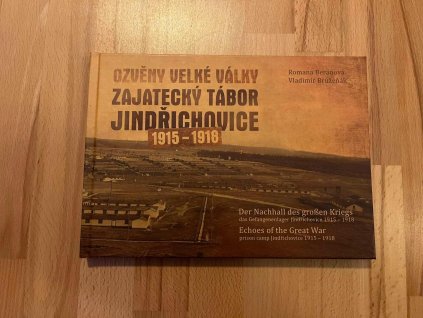 OZVĚNY VELKÉ VÁLKY
ZAJATECKÝ TÁBOR
JINDŘICHOVICE
1915 – 1918
Romana Beranová
Vladimír Bružeňák
Der Nachhall des großen Kriegs
das Gefangenenlager Jindřichovice 1915 – 1918
Echoes of the Great War
prison camp Jindřichovice 1915 – 1918